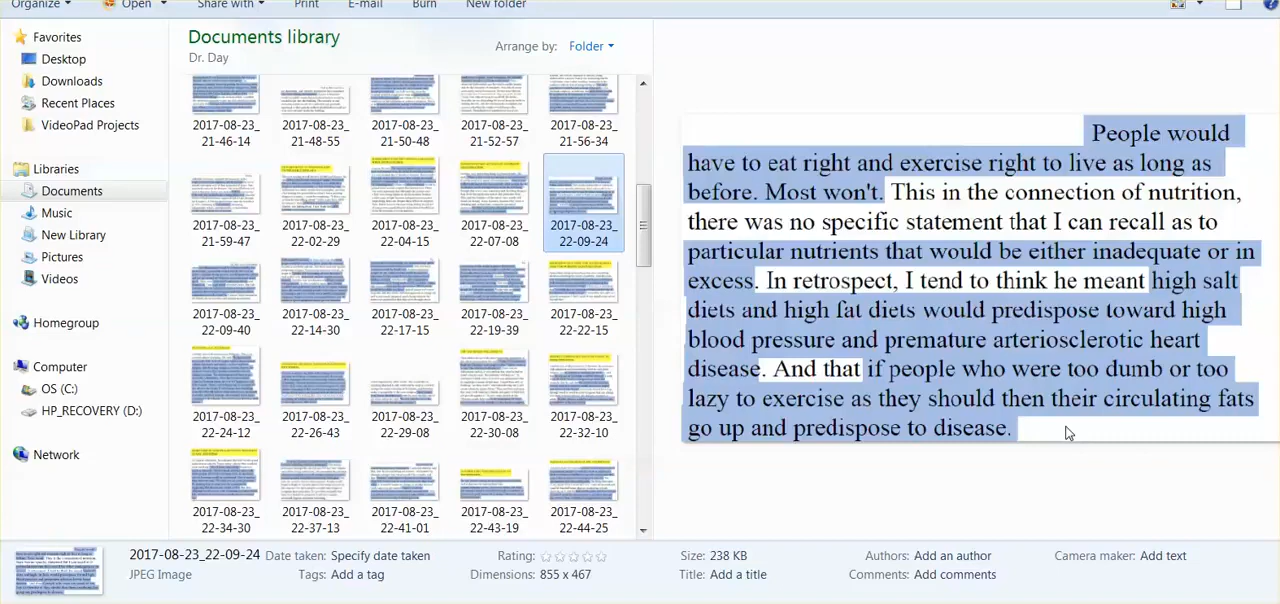 Organize Open Share with Print E-mail Burn New folder
Favorites
Desktop
Downloads
Recent Places
VideoPad Projects
Libraries
Documents
Music
New Library
Pictures
Videos
Homegroup
Computer
OS (C:)
HP_RECOVERY (D:)
Network
Documents library
Dr. Day
Arrange by: Folder
2017-08-23_ 2017-08-23_ 2017-08-23_ 2017-08-23_ 2017-08-23_
21-46-14 21-48-55 21-50-48 21-52-57 21-56-34
2017-08-23_ 2017-08-23_ 2017-08-23_ 2017-08-23_ 2017-08-23_
21-59-47 22-02-29 22-04-15 22-07-08 22-09-24
2017-08-23_ 2017-08-23_ 2017-08-23_ 2017-08-23_ 2017-08-23_
22-09-40 22-14-30 22-17-15 22-19-39 22-22-15
2017-08-23_ 2017-08-23_ 2017-08-23_ 2017-08-23_ 2017-08-23_
22-24-12 22-26-43 22-29-08 22-30-08 22-32-10
2017-08-23_ 2017-08-23_ 2017-08-23_ 2017-08-23_ 2017-08-23_
22-34-30 22-37-13 22-41-01 22-43-19 22-44-25
People would
have to eat right and exercise right to live as long as
before. Most won't. This in the connection of nutrition,
there was no specific statement that I can recall as to
particular nutrients that would be either inadequate or in
excess. In retrospect, I tend to think he meant high salt
diets and high fat diets would predispose toward high
blood pressure and premature arteriosclerotic heart
disease. And that if people who were too dumb or too
lazy to exercise as they should then their circulating fats
go up and predispose to disease.
2017-08-23_22-09-24 Date taken: Specify date taken Rating: Size: 238 KB Authors: Add an author Camera maker: Add text
JPEG Image Tags: Add a tag Dimensions: 855 x 467 Title: Add a title Comments: Add comments